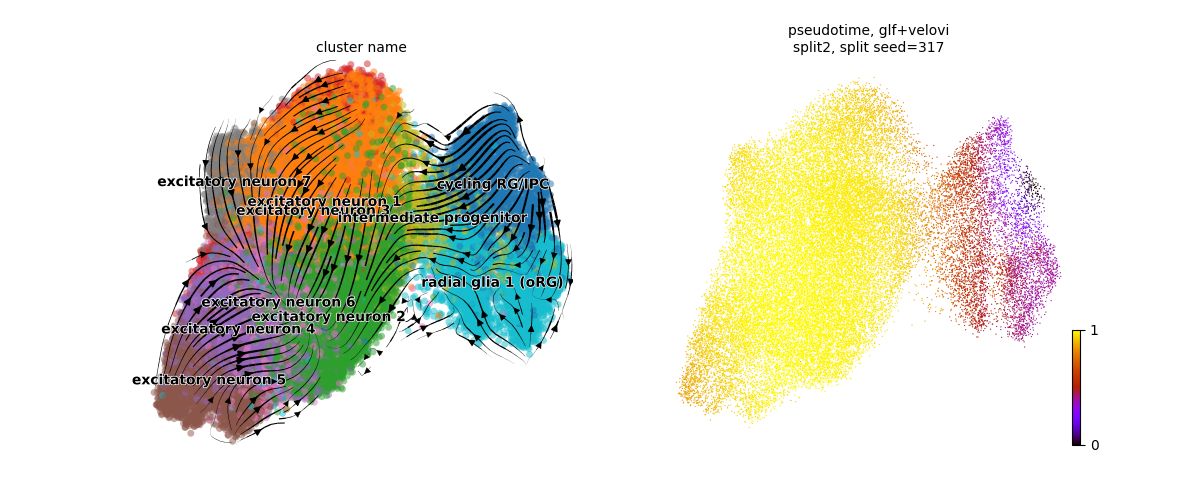 cluster name
pseudotime, glf+velovi
split2, split seed=317
excitatory neuron 7
cycling RG/IPC
excitatory neuron 1
excitatory neuron 3
intermediate progenitor
radial glia 1 (oRG)
excitatory neuron 6
excitatory neuron 2
excitatory neuron 4
excitatory neuron 5
1
0